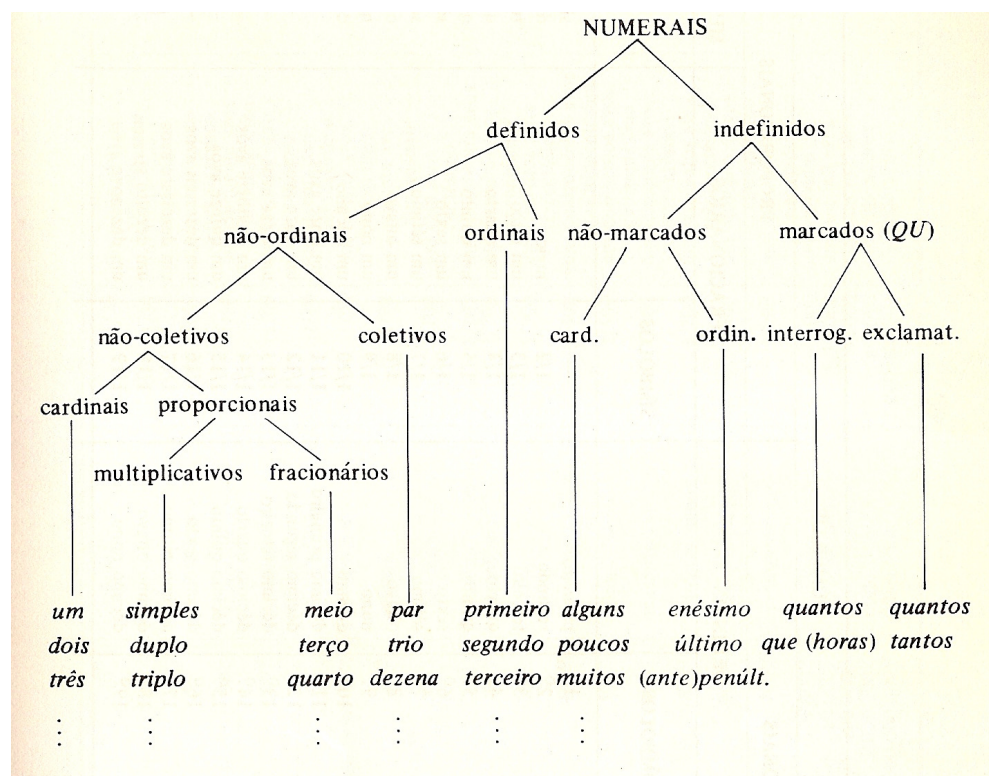 NUMERAIS
definidos indefinidos
não-ordinais ordinais não-marcados marcados (QU)
não-coletivos coletivos card. ordin. interrog. exclamat.
cardinais proporcionais
multiplicativos fracionários
um simples meio par primeiro alguns enésimo quantos quantos
dois duplo terço trio segundo poucos último que (horas) tantos
três triplo quarto dezena terceiro muitos (ante)penúlt.